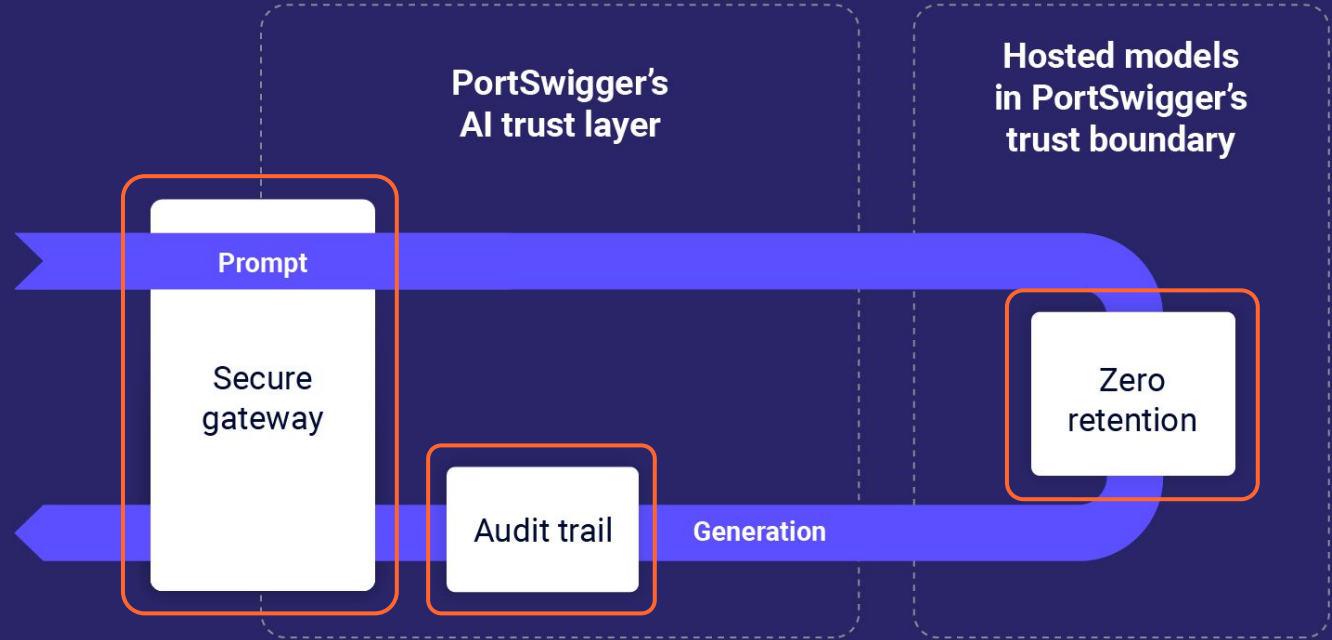 PortSwigger’s
AI trust layer
Hosted models
in PortSwigger’s
trust boundary
Prompt
Secure
gateway
Zero
retention
Audit trail
Generation